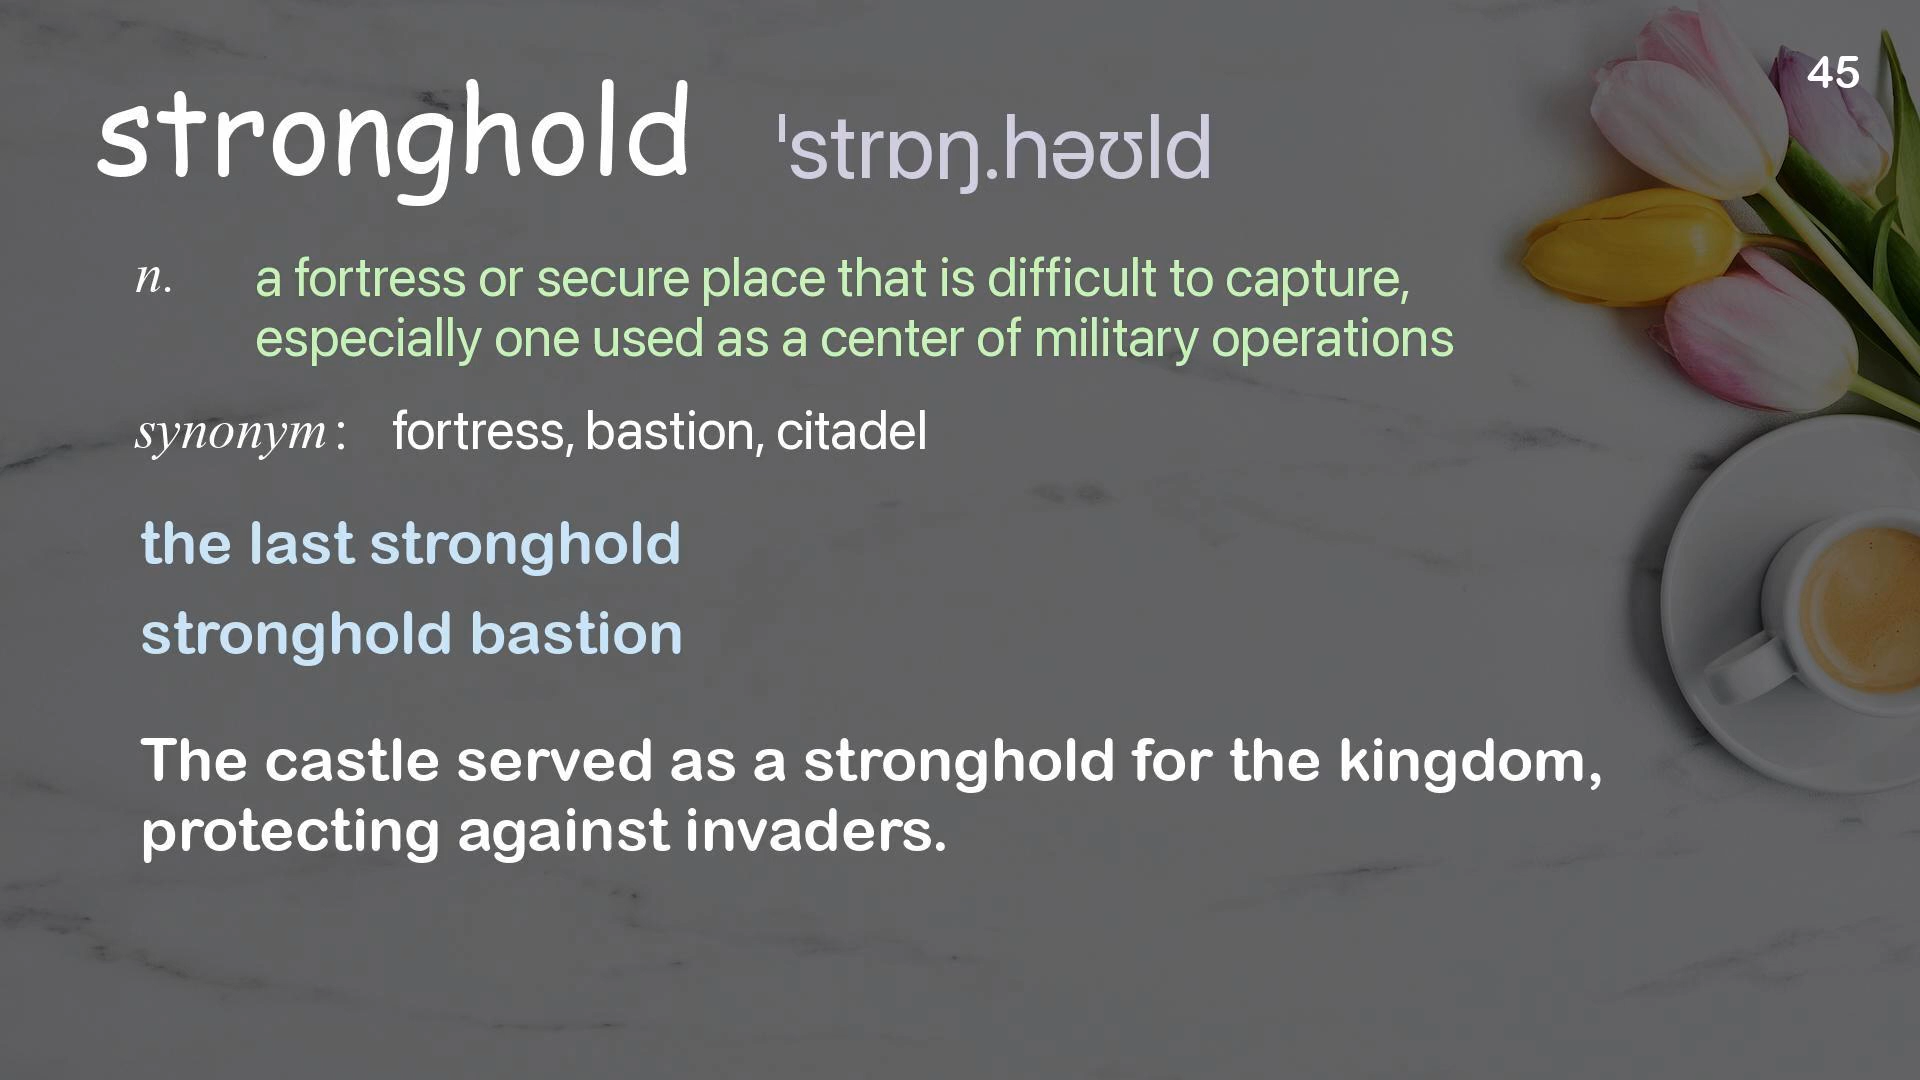 45
stronghold ˈstrɒŋ.həʊld
n. a fortress or secure place that is difficult to capture,
especially one used as a center of military operations
synonym: fortress, bastion, citadel
the last stronghold
stronghold bastion
The castle served as a stronghold for the kingdom,
protecting against invaders.